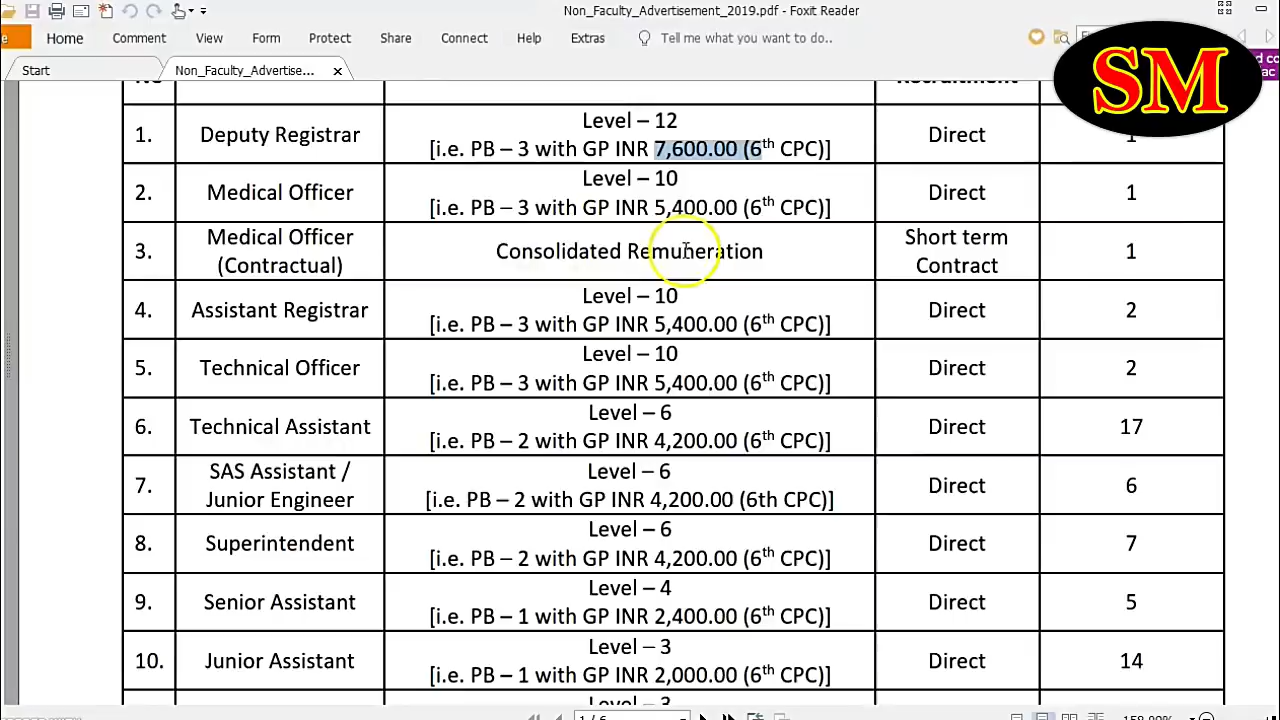 Non_Faculty_Advertisement_2019.pdf - Foxit Reader
Home Comment View Form Protect Share Connect Help Extras Tell me what you want to do..
Start Non_Faculty_Advertise...
SM
Recruitment
1. Deputy Registrar Level – 12 [i.e. PB – 3 with GP INR 7,600.00 (6th CPC)] Direct 1
2. Medical Officer Level – 10 [i.e. PB – 3 with GP INR 5,400.00 (6th CPC)] Direct 1
3. Medical Officer (Contractual) Consolidated Remuneration Short term Contract 1
4. Assistant Registrar Level – 10 [i.e. PB – 3 with GP INR 5,400.00 (6th CPC)] Direct 2
5. Technical Officer Level – 10 [i.e. PB – 3 with GP INR 5,400.00 (6th CPC)] Direct 2
6. Technical Assistant Level – 6 [i.e. PB – 2 with GP INR 4,200.00 (6th CPC)] Direct 17
7. SAS Assistant / Junior Engineer Level – 6 [i.e. PB – 2 with GP INR 4,200.00 (6th CPC)] Direct 6
8. Superintendent Level – 6 [i.e. PB – 2 with GP INR 4,200.00 (6th CPC)] Direct 7
9. Senior Assistant Level – 4 [i.e. PB – 1 with GP INR 2,400.00 (6th CPC)] Direct 5
10. Junior Assistant Level – 3 [i.e. PB – 1 with GP INR 2,000.00 (6th CPC)] Direct 14
Level – 3
1 / 6
158.00%